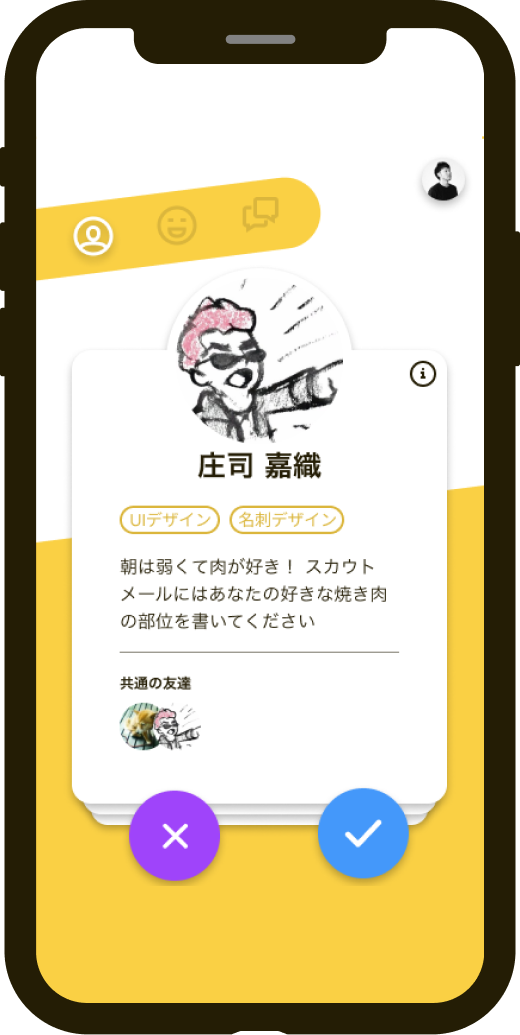 庄司 嘉織
UIデザイン 名刺デザイン
朝は弱くて肉が好き！ スカウト
メールにはあなたの好きな焼き肉
の部位を書いてください
共通の友達